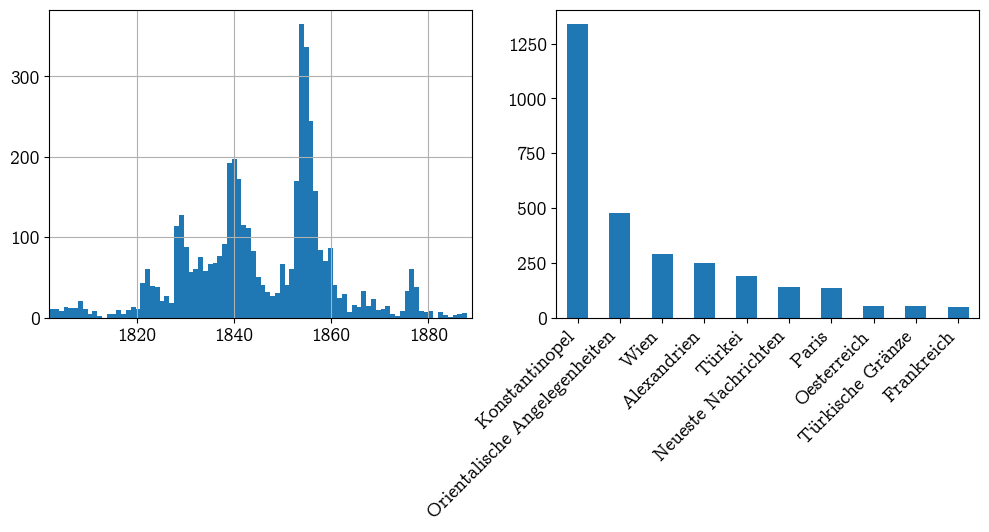 300
200
100
0
1820 1840 1860 1880
1250
1000
750
500
250
0
Konstantinopel
Orientalische Angelegenheiten
Wien
Alexandrien
Türkei
Neueste Nachrichten
Paris
Oesterreich
Türkische Gränze
Frankreich